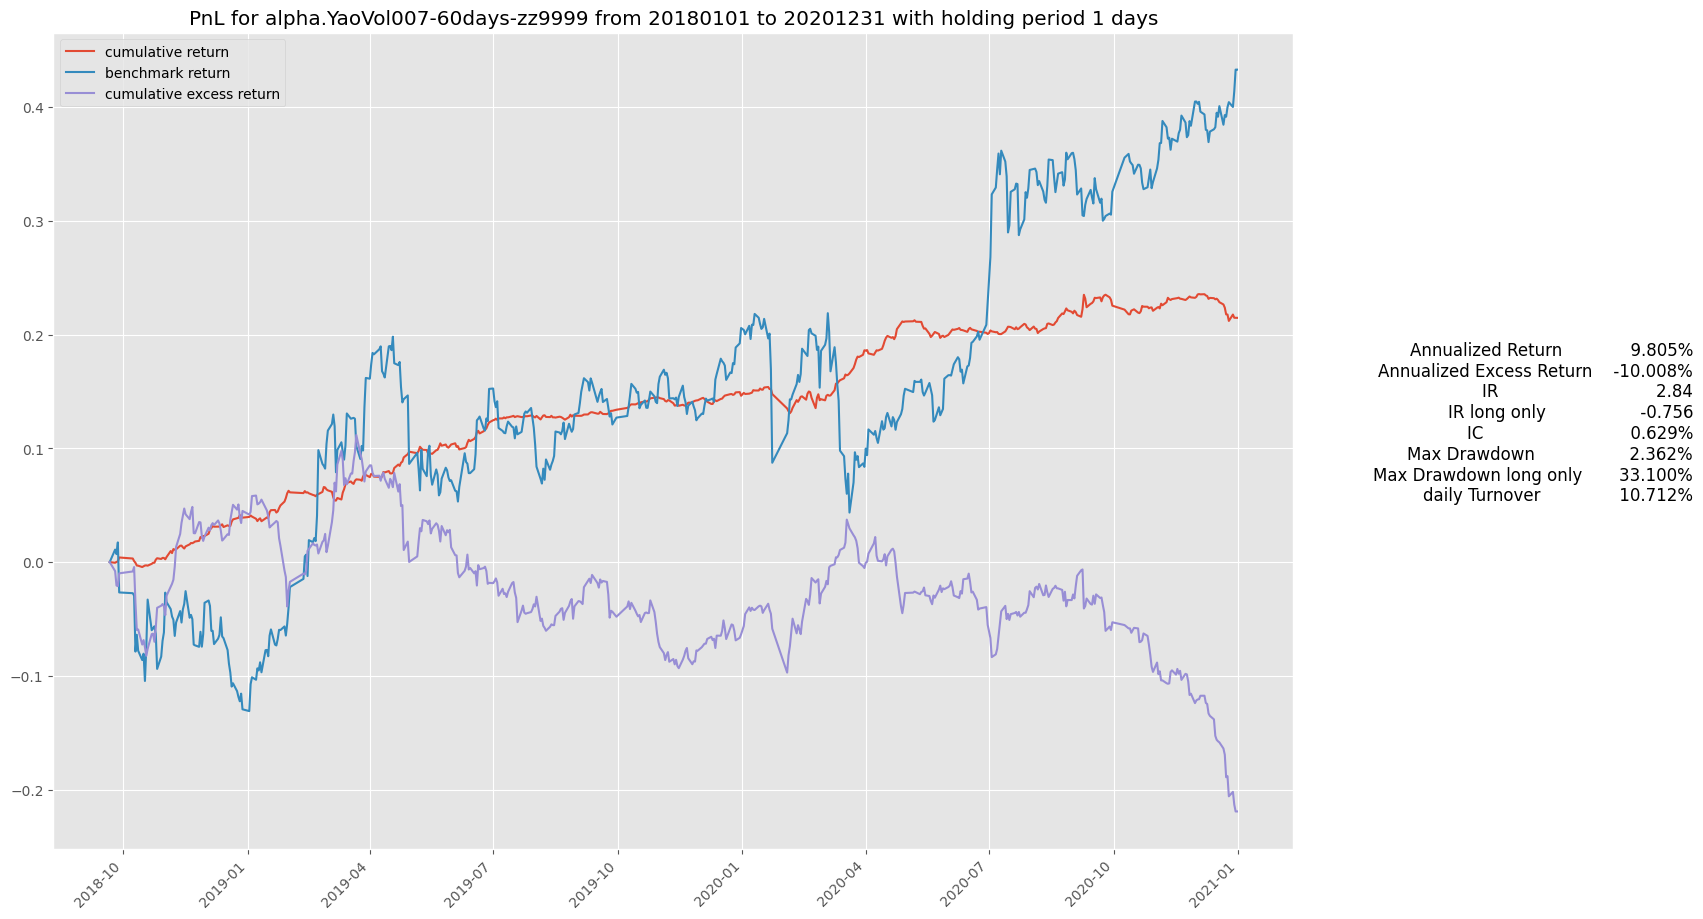 PnL for alpha.YaoVol007-60days-zz9999 from 20180101 to 20201231 with holding period 1 days
cumulative return
benchmark return
cumulative excess return
0.4
0.3
0.2
0.1
0.0
−0.1
−0.2
2018-10
2019-01
2019-04
2019-07
2019-10
2020-01
2020-04
2020-07
2020-10
2021-01
Annualized Return 9.805%
Annualized Excess Return -10.008%
IR 2.84
IR long only -0.756
IC 0.629%
Max Drawdown 2.362%
Max Drawdown long only 33.100%
daily Turnover 10.712%